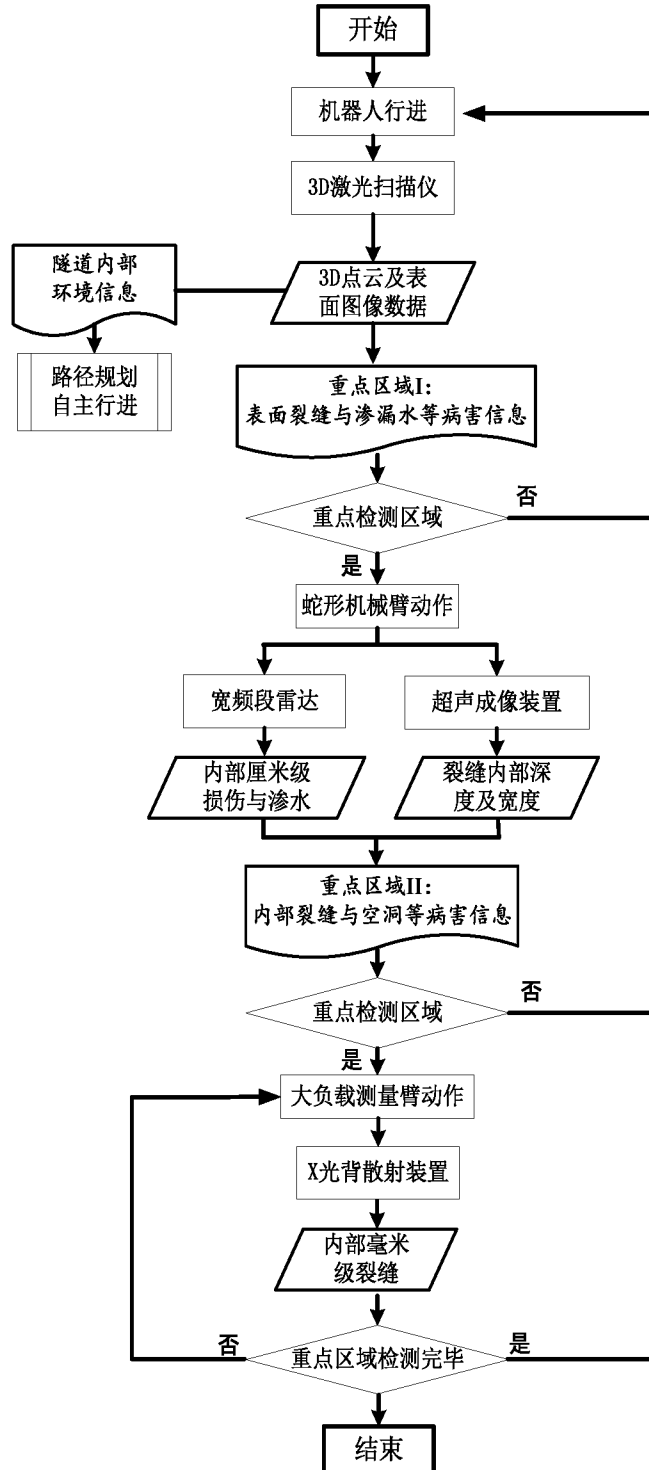 开始
机器人行进
3D激光扫描仪
隧道内部
环境信息
3D点云及表
面图像数据
路径规划
自主行进
重点区域I:
表面裂缝与渗漏水等病害信息
重点检测区域
否
是
蛇形机械臂动作
宽频段雷达
超声成像装置
内部厘米级
损伤与渗水
裂缝内部深
度及宽度
重点区域II:
内部裂缝与空洞等病害信息
重点检测区域
否
是
大负载测量臂动作
X光背散射装置
内部毫米
级裂缝
否
重点区域检测完毕
是
结束